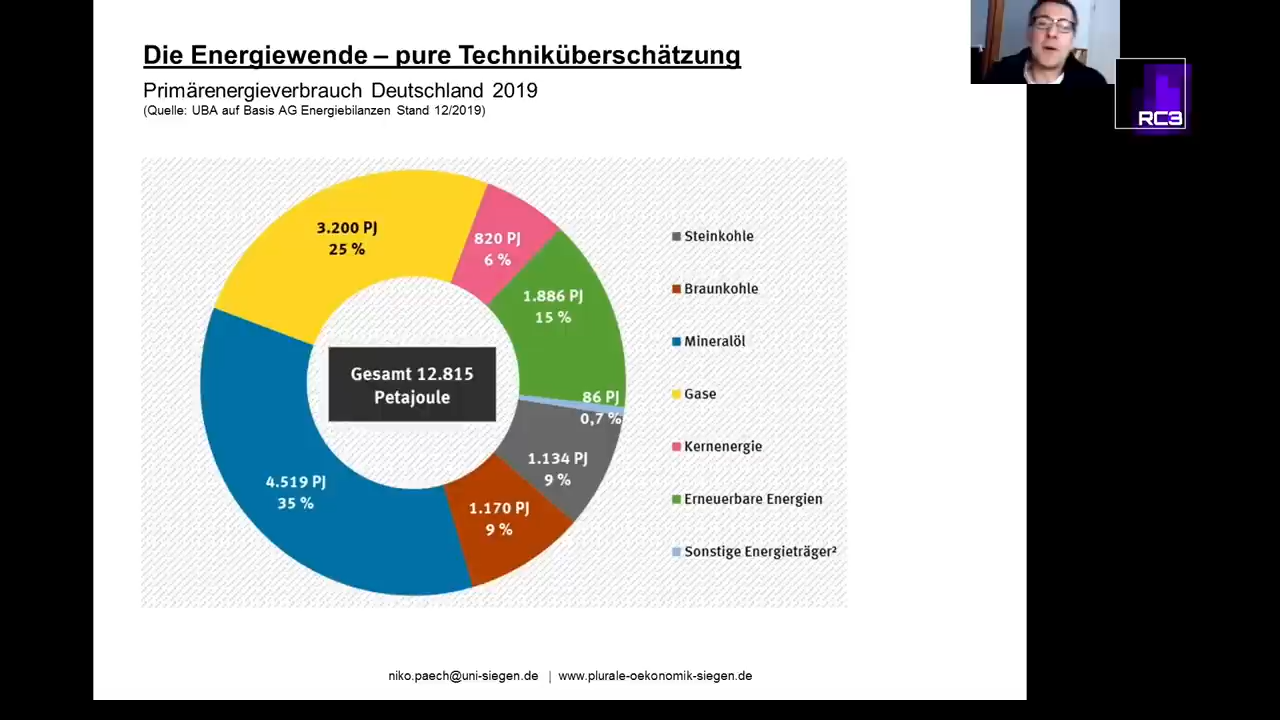 Die Energiewende – pure Techniküberschätzung
Primärenergieverbrauch Deutschland 2019
(Quelle: UBA auf Basis AG Energiebilanzen Stand 12/2019)
RC3
3.200 PJ
25 %
820 PJ
6 %
1.886 PJ
15 %
86 PJ
0,7 %
1.134 PJ
9 %
1.170 PJ
9 %
4.519 PJ
35 %
Gesamt 12.815
Petajoule
Steinkohle
Braunkohle
Mineralöl
Gase
Kernenergie
Erneuerbare Energien
Sonstige Energieträger²
niko.paech@uni-siegen.de | www.plurale-oekonomik-siegen.de